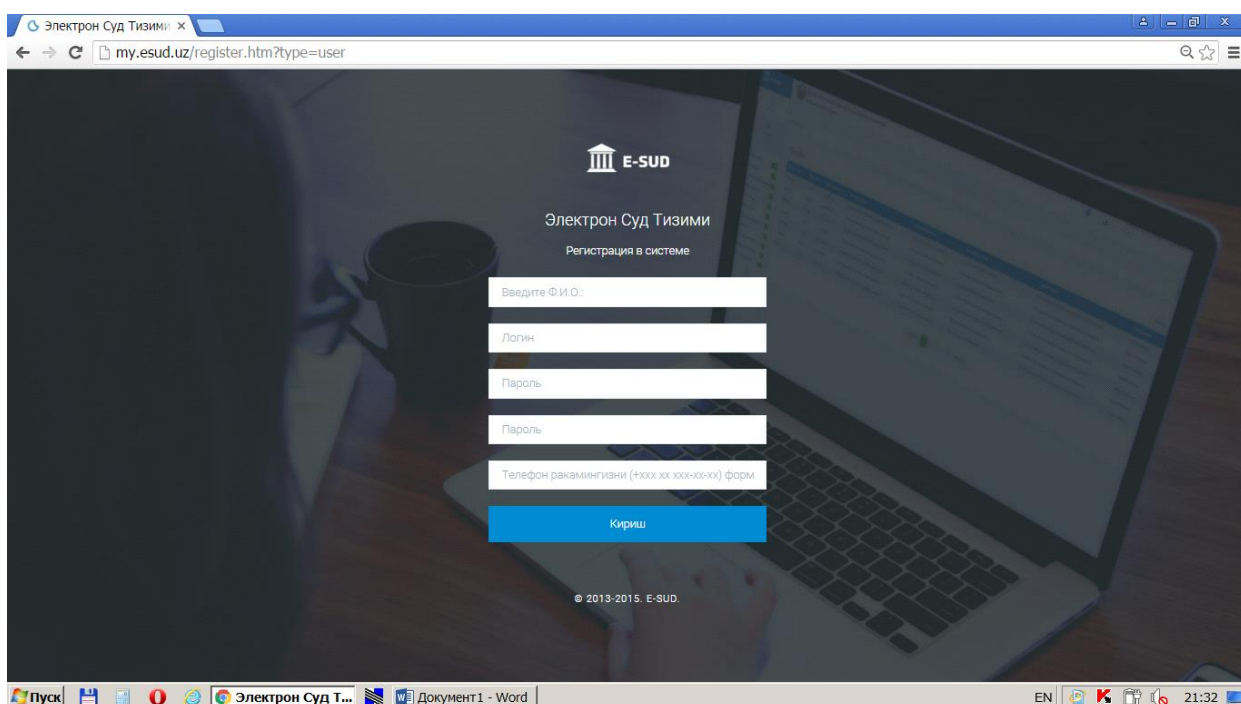 Электрон Суд Тизими
my.esud.uz/register.htm?type=user
E-SUD
Электрон Суд Тизими
Регистрация в системе
Введите Ф.И.О.:
Логин
Пароль
Пароль
Телефон ракамингизни (+xxx xx xxx-xx-xx) форм
Кириш
© 2013-2015. E-SUD.
Пуск
Электрон Суд Т...
Документ1 - Word
EN
21:32